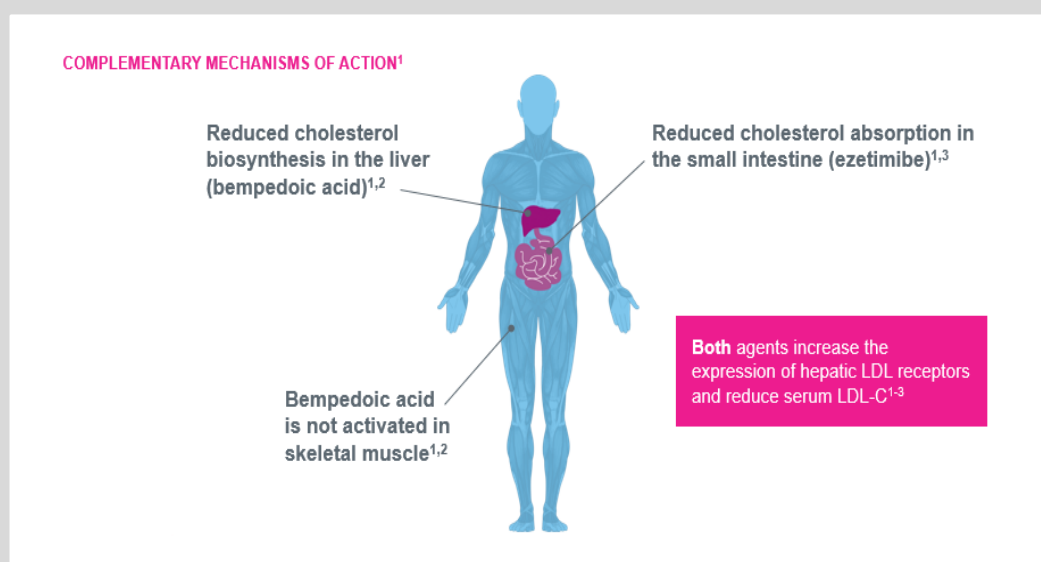 COMPLEMENTARY MECHANISMS OF ACTION¹
Reduced cholesterol
biosynthesis in the liver
(bempedoic acid)¹,²
Reduced cholesterol absorption in
the small intestine (ezetimibe)¹,³
Bempedoic acid
is not activated in
skeletal muscle¹,²
Both agents increase the
expression of hepatic LDL receptors
and reduce serum LDL-C¹-³